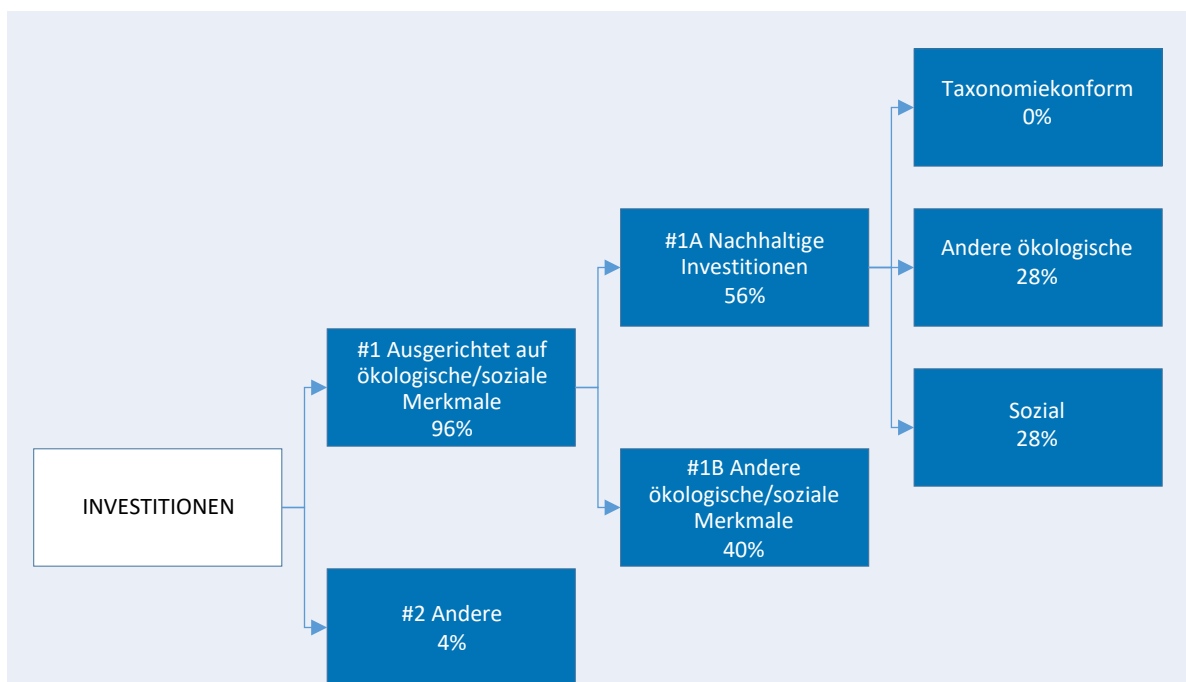 INVESTITIONEN
#1 Ausgerichtet auf
ökologische/soziale
Merkmale
96%
#2 Andere
4%
#1A Nachhaltige
Investitionen
56%
#1B Andere
ökologische/soziale
Merkmale
40%
Taxonomiekonform
0%
Andere ökologische
28%
Sozial
28%